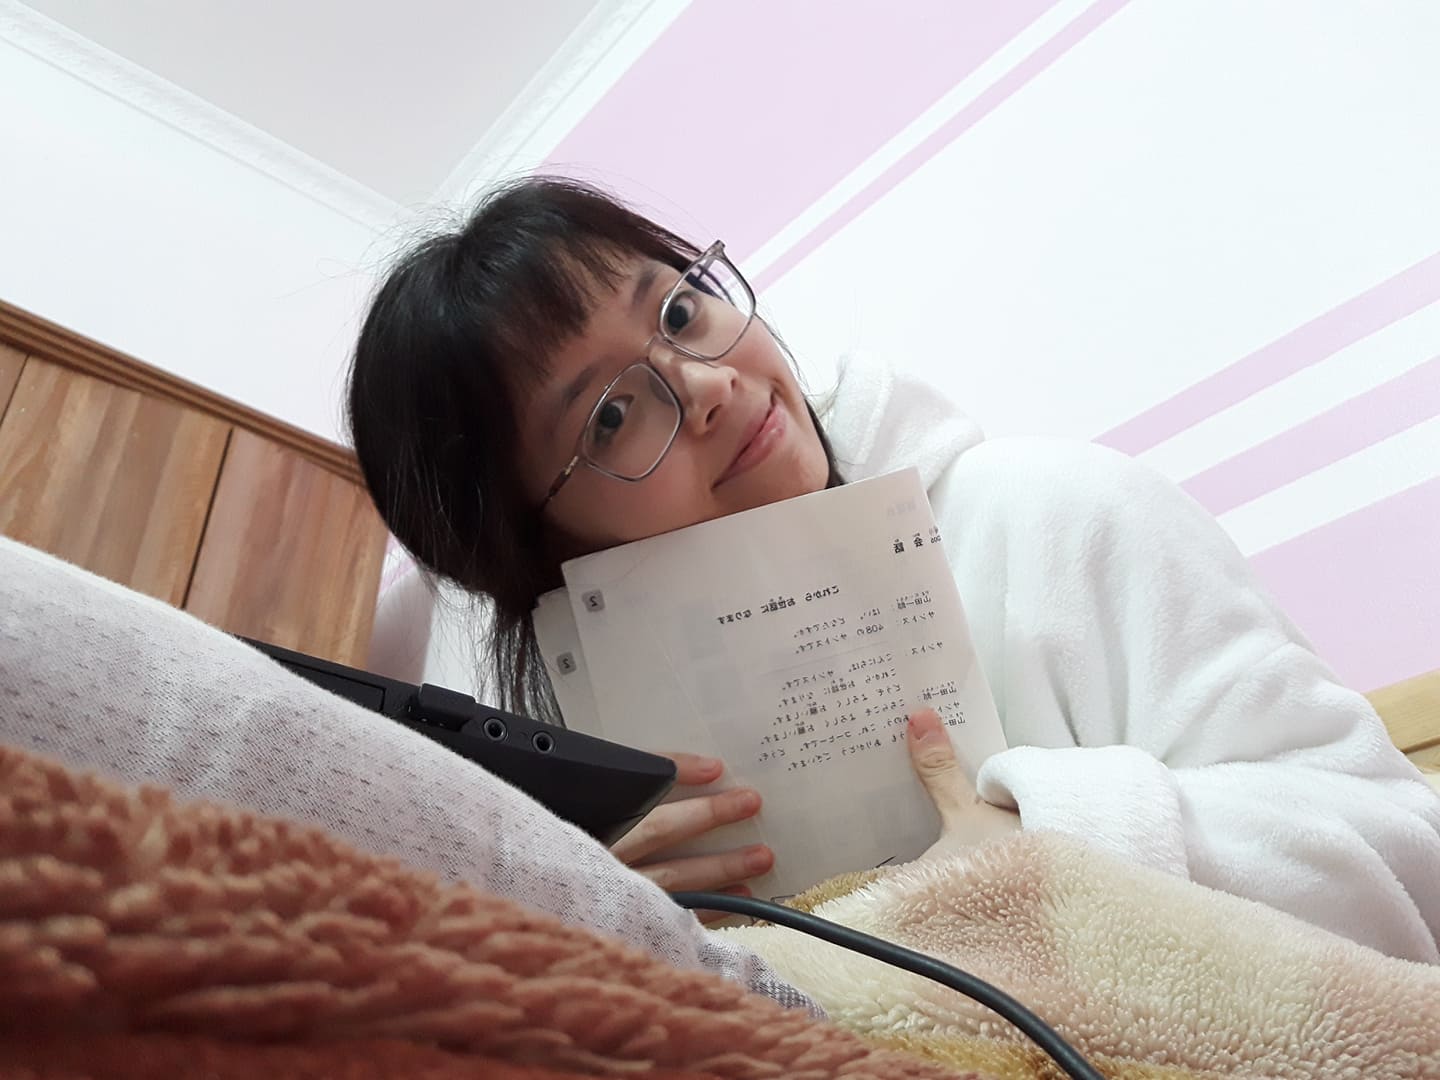 会話
これから お世話に なります
山田一郎： はい。どなたですか。
サントス： 408の サントスです。
サントス： こんにちは。サントスです。
これから お世話に なります。
どうぞ よろしく お願いします。
山田一郎： こちらこそ よろしく お願いします。
サントス： あのう、これ、コーヒーです。どうぞ。
山田一郎： どうも ありがとう ございます。
2
2